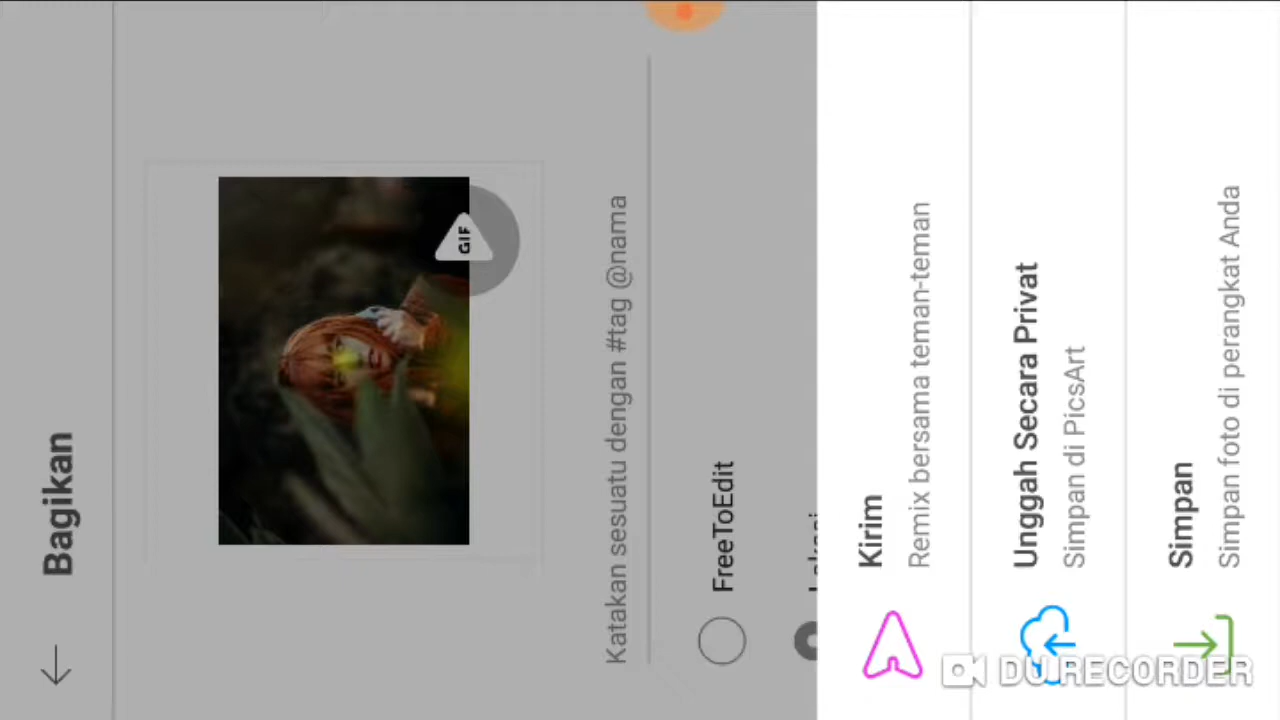 Bagikan
GIF
Katakan sesuatu dengan #tag @nama
FreeToEdit
Kirim
Remix bersama teman-teman
Unggah Secara Privat
Simpan di PicsArt
Simpan
Simpan foto di perangkat Anda
DU RECORDER